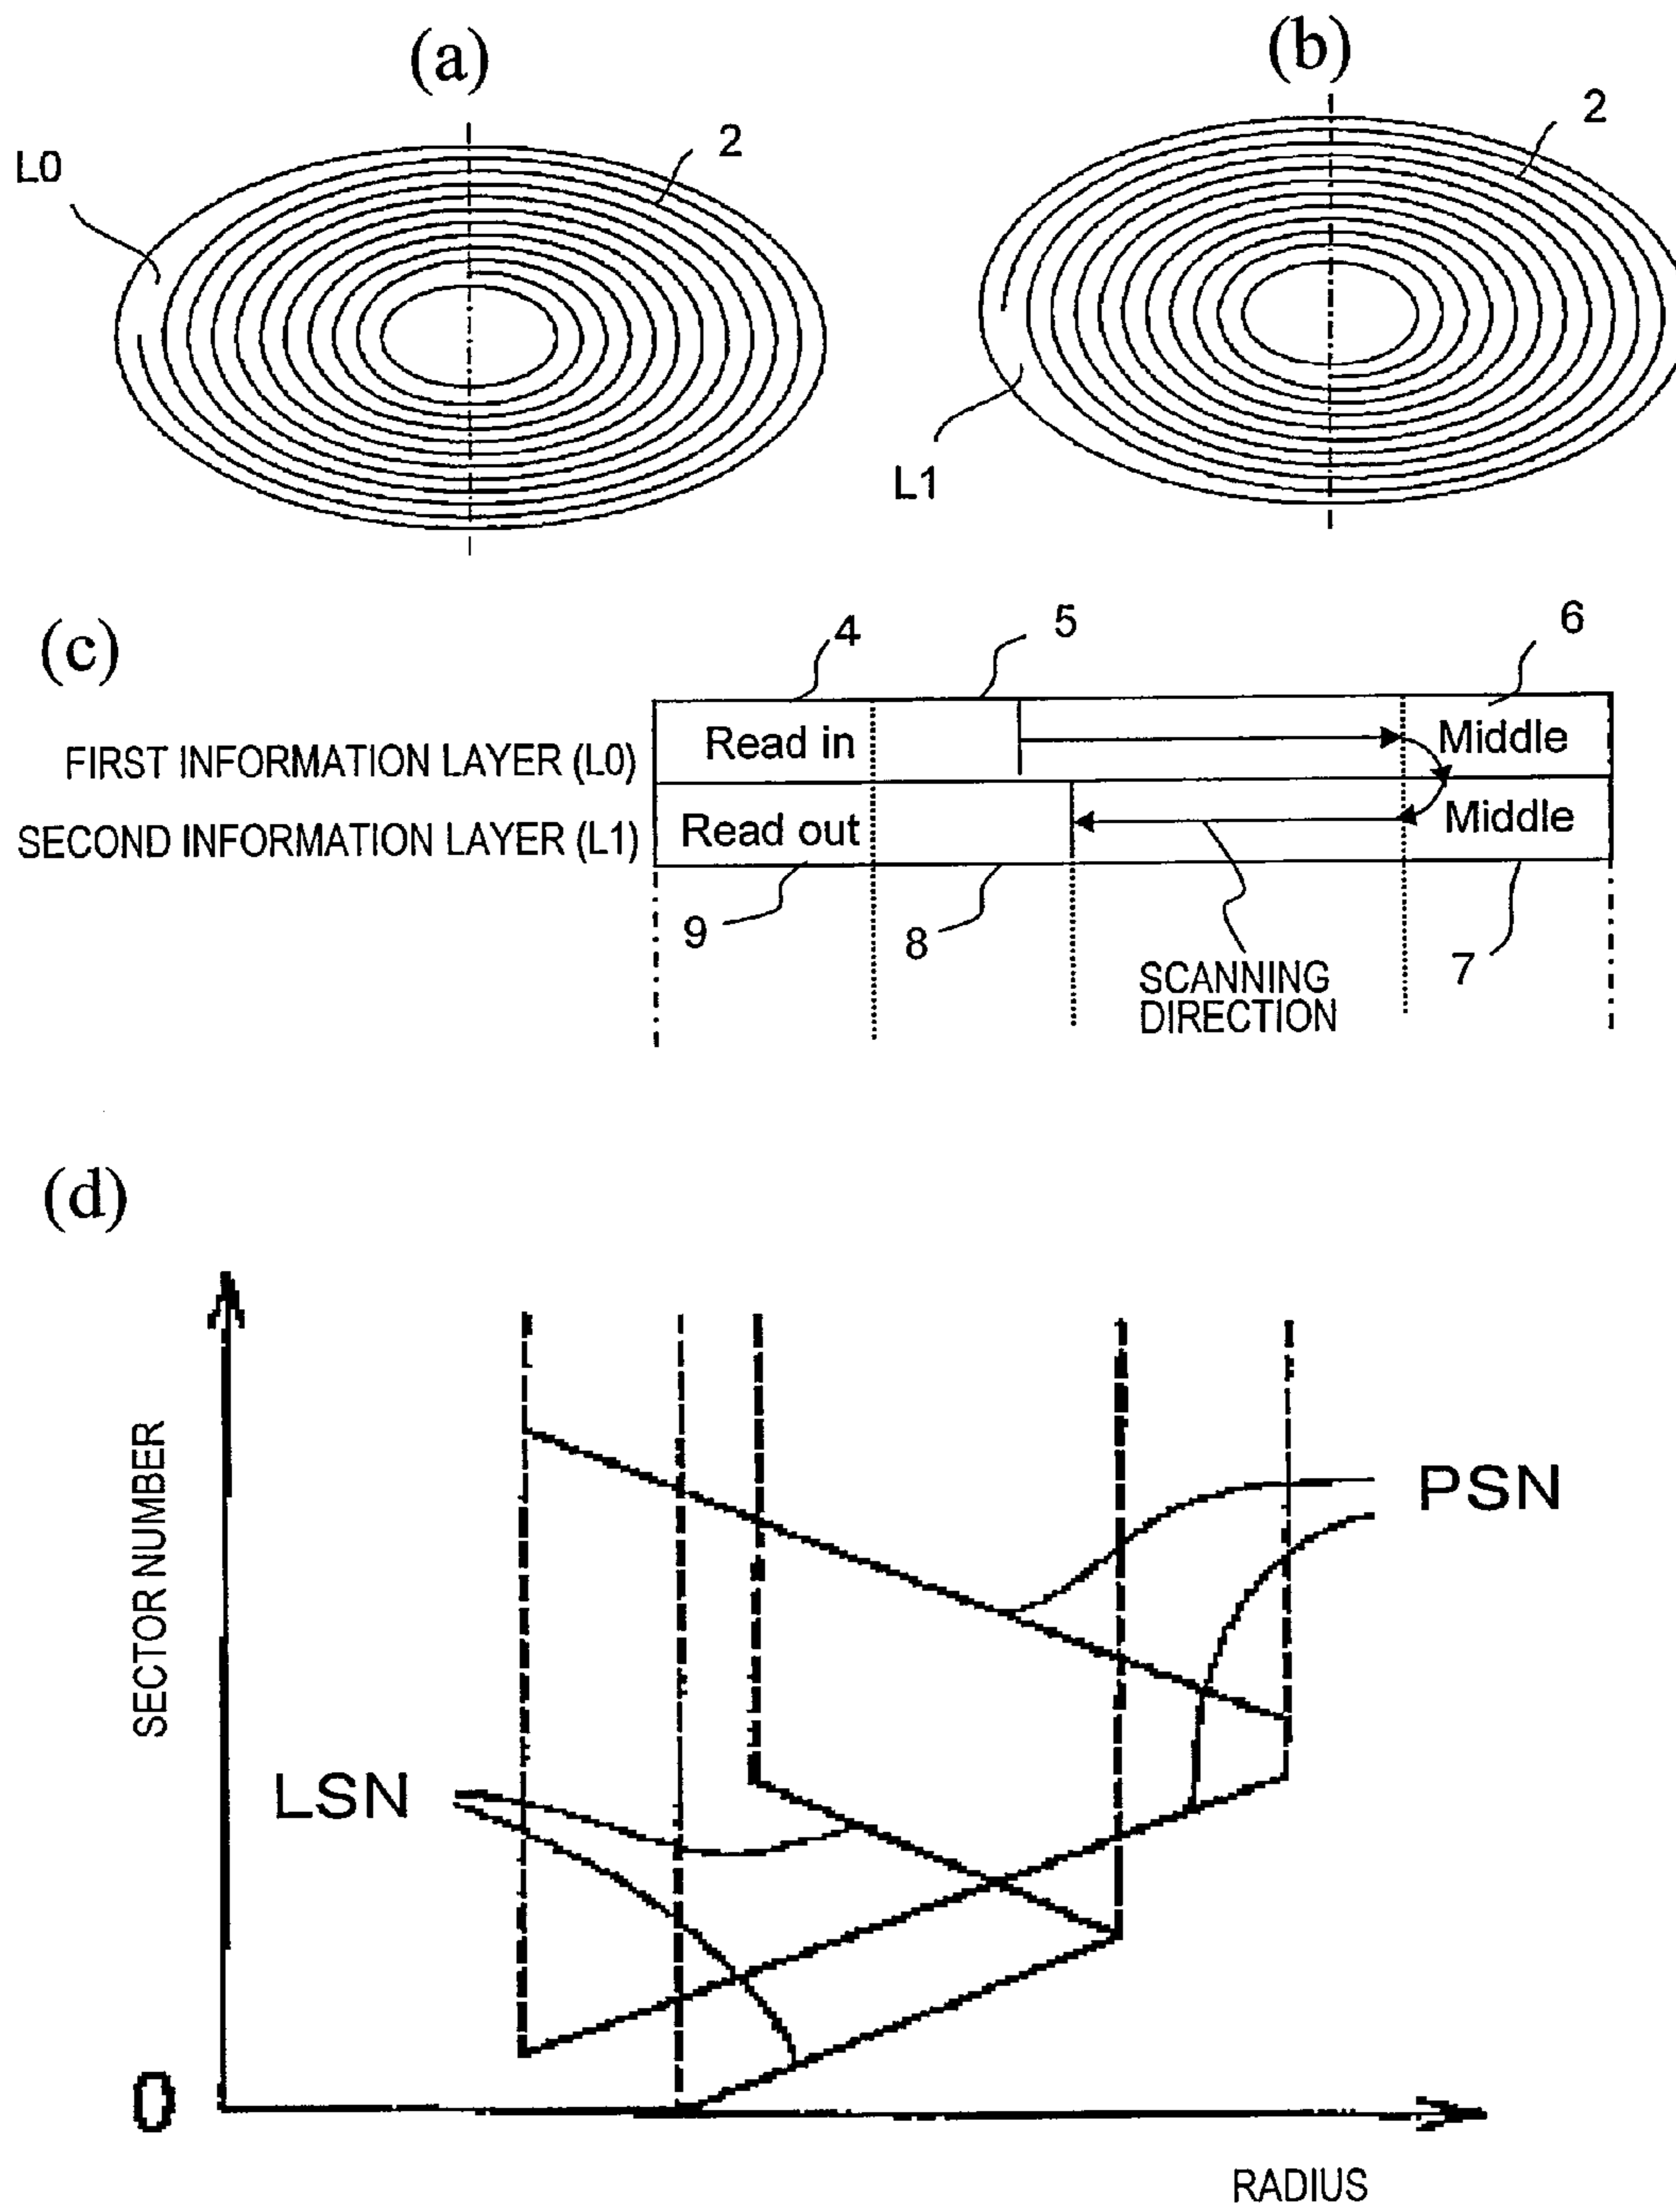 (a)
(b)
L0
2
2
L1
(c)
4
5
6
FIRST INFORMATION LAYER (L0)
Read in
Middle
SECOND INFORMATION LAYER (L1)
Read out
Middle
9
8
SCANNING
DIRECTION
7
(d)
SECTOR NUMBER
PSN
LSN
0
RADIUS